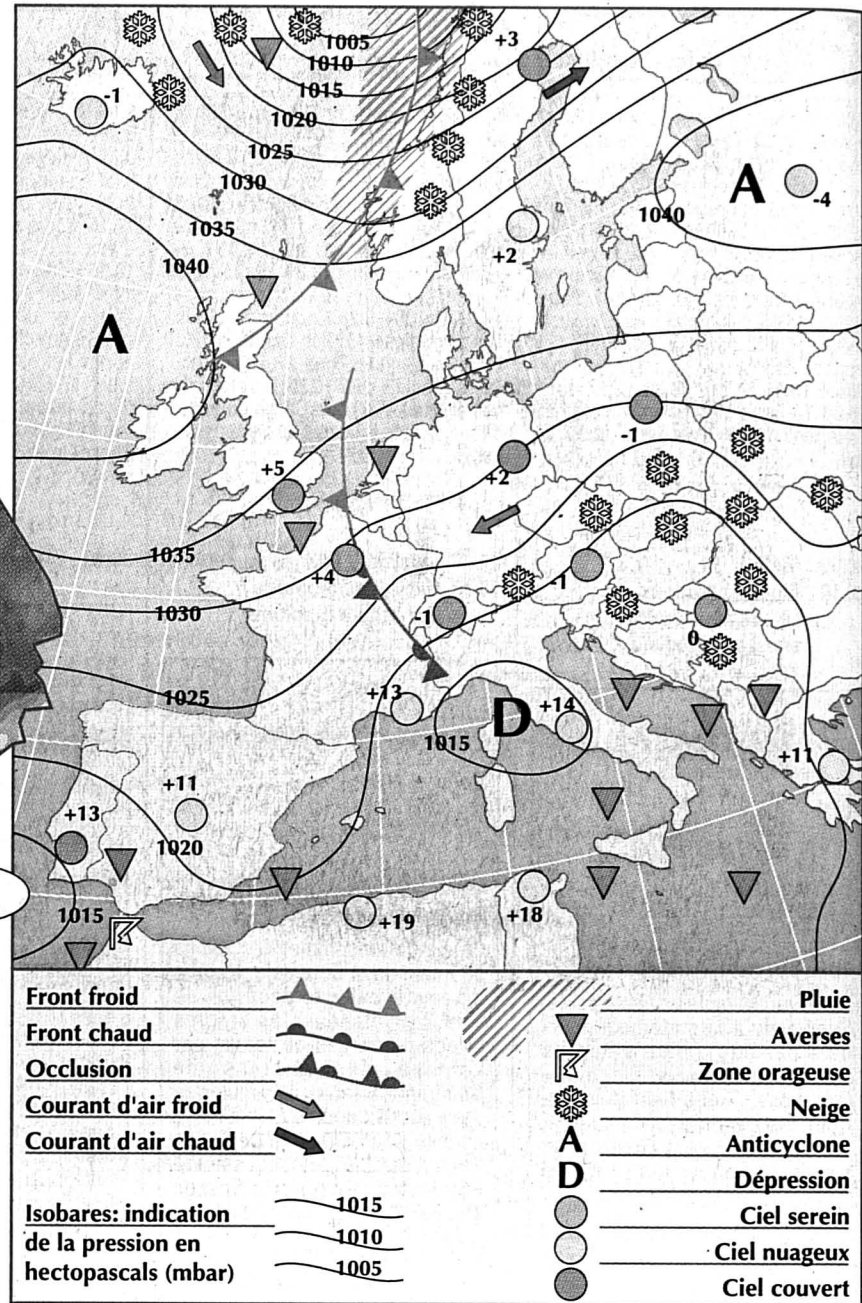 1005
+3
1010
1015
-1
1020
1025
1030
A
-4
1035
1040
+2
1040
A
-1
+5
+2
1035
+4
-1
1030
-1
0
1025
+13
+14
D
1015
+11
+11
+13
1020
1015
+19
+18
Front froid
Front chaud
Occlusion
Courant d'air froid
Courant d'air chaud
Isobares: indication
de la pression en
hectopascals (mbar)
1015
1010
1005
Pluie
Averses
Zone orageuse
Neige
A
Anticyclone
D
Dépression
Ciel serein
Ciel nuageux
Ciel couvert